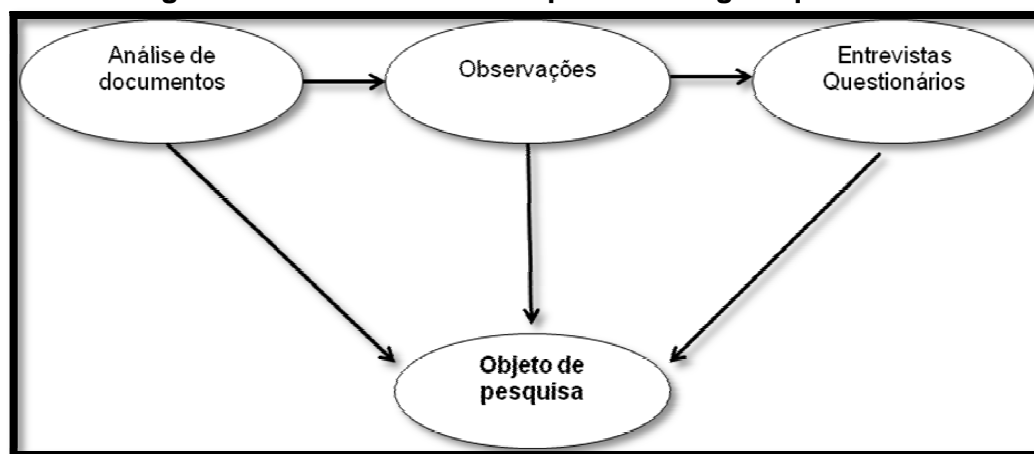 Análise de
documentos
Observações
Entrevistas
Questionários
Objeto de
pesquisa